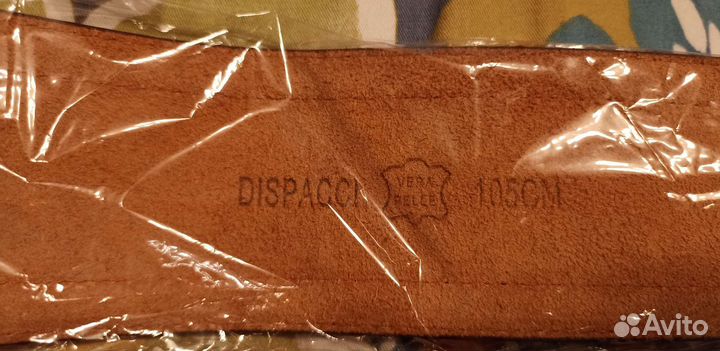 DISPACCI VERA PELLE 105CM
Avito